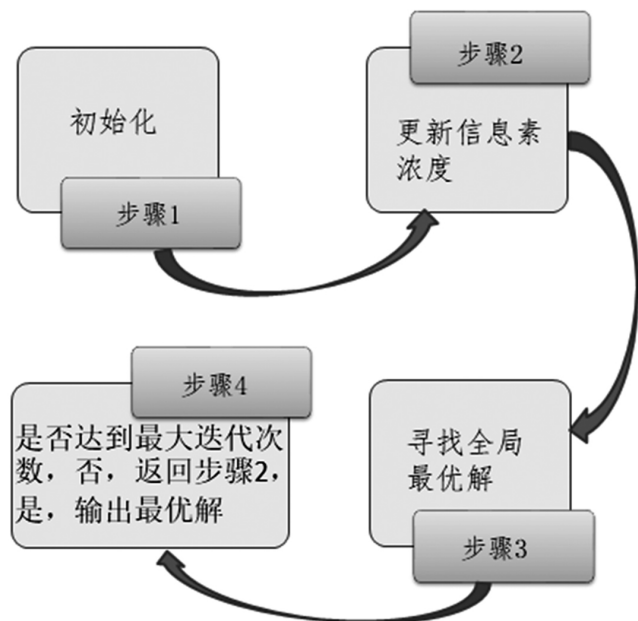 初始化
步骤1
步骤2
更新信息素
浓度
寻找全局
最优解
步骤3
步骤4
是否达到最大迭代次
数，否，返回步骤2，
是，输出最优解